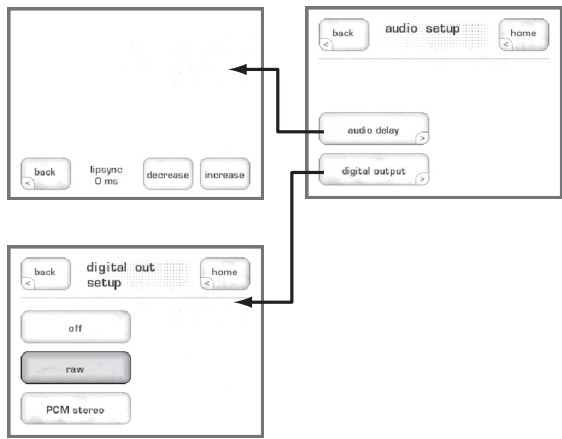 back
lipsync
0 ms
decrease
increase
back
audio setup
home
audio delay
digital output
back
digital out
setup
home
off
raw
PCM stereo